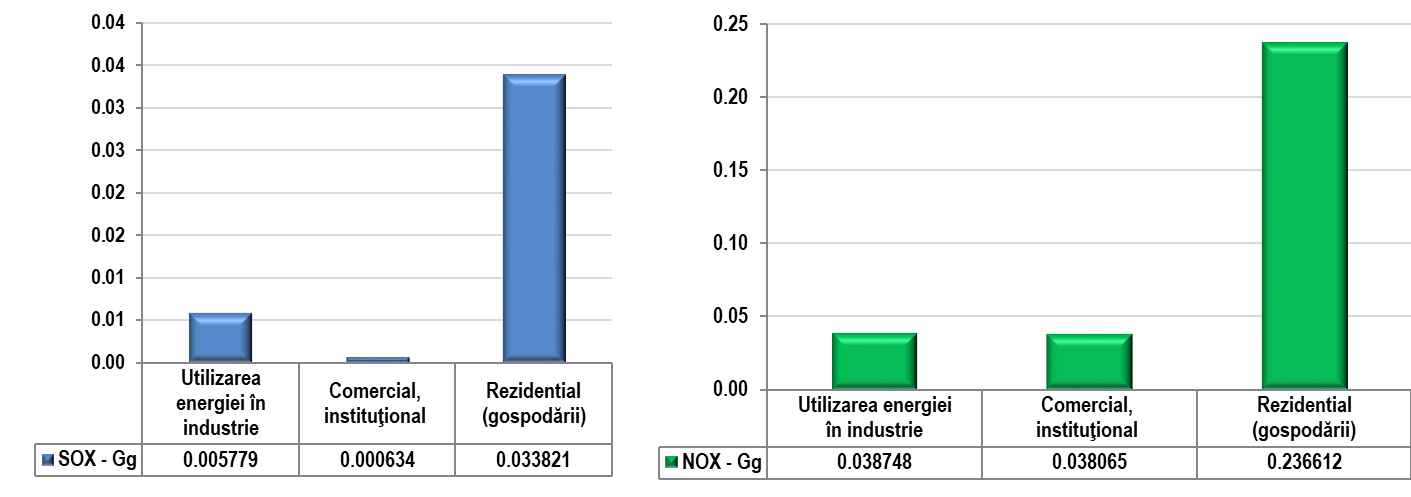 0.04
0.04
0.03
0.03
0.02
0.02
0.01
0.01
0.00
Utilizarea
energiei în
industrie
Comercial,
instituţional
Rezidential
(gospodării)
SOX - Gg 0.005779 0.000634 0.033821
0.25
0.20
0.15
0.10
0.05
0.00
Utilizarea energiei
în industrie
Comercial,
instituţional
Rezidential
(gospodării)
NOX - Gg 0.038748 0.038065 0.236612